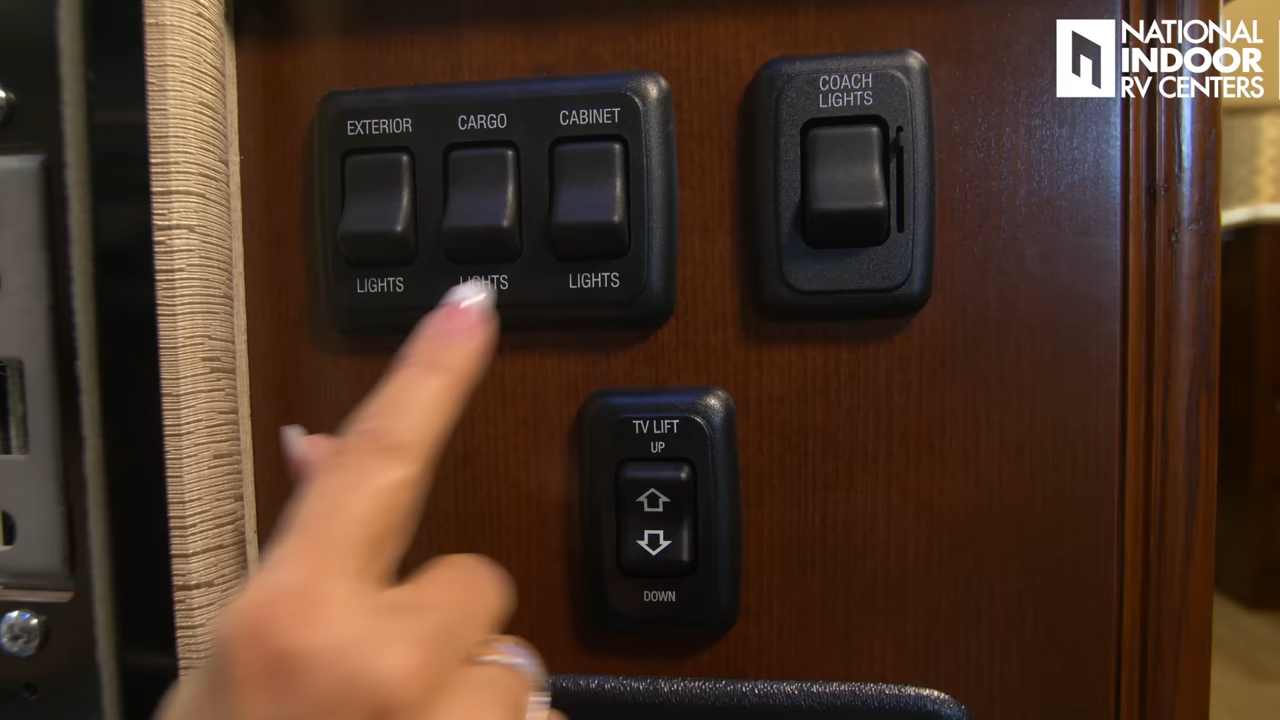 NATIONAL
INDOOR
RV CENTERS
EXTERIOR
LIGHTS
CARGO
LIGHTS
CABINET
LIGHTS
COACH
LIGHTS
TV LIFT
UP
DOWN